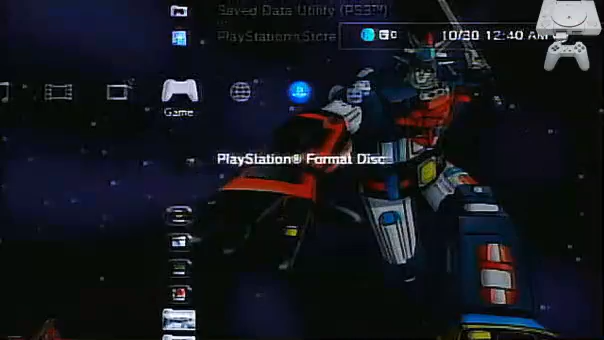 Saved Data Utility (PS3™)
PlayStation®Store
10/30 12:40 AM
Game
PlayStation® Format Disc